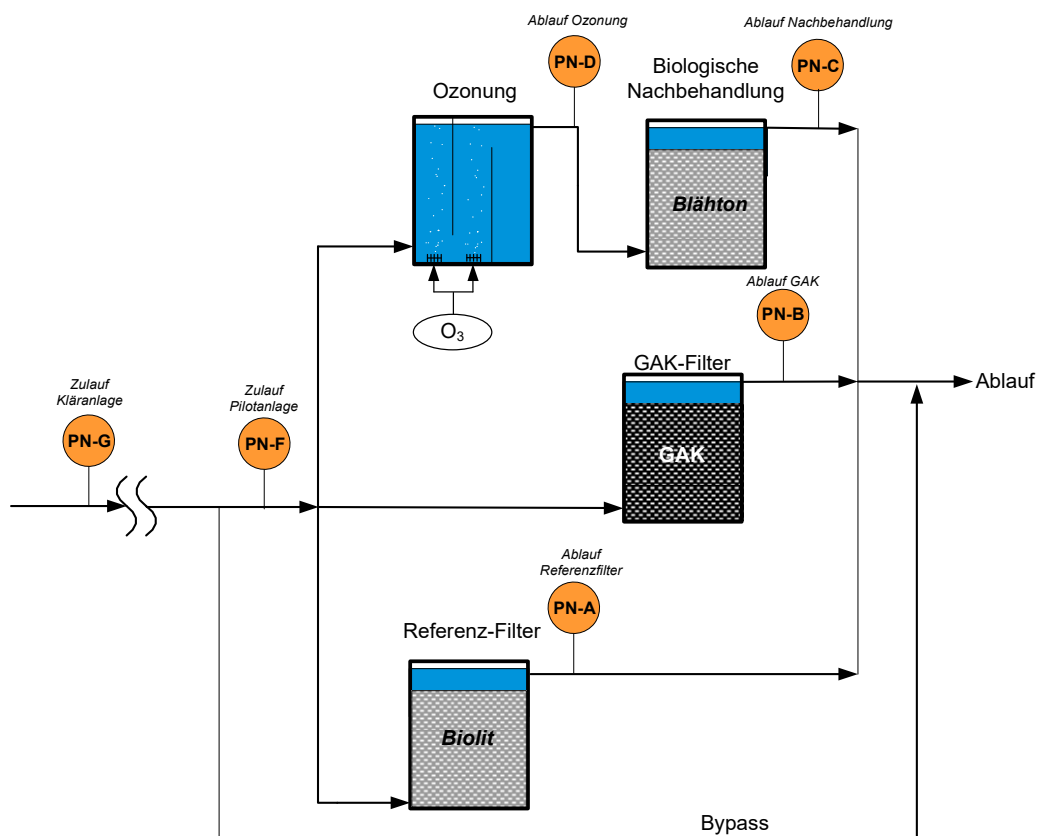 Ablauf Ozonung
PN-D
Ablauf Nachbehandlung
PN-C
Ozonung
Biologische
Nachbehandlung
Blähton
O₃
Ablauf GAK
PN-B
GAK-Filter
GAK
Ablauf
Zulauf
Kläranlage
PN-G
Zulauf
Pilotanlage
PN-F
Ablauf
Referenzfilter
PN-A
Referenz-Filter
Biolit
Bypass